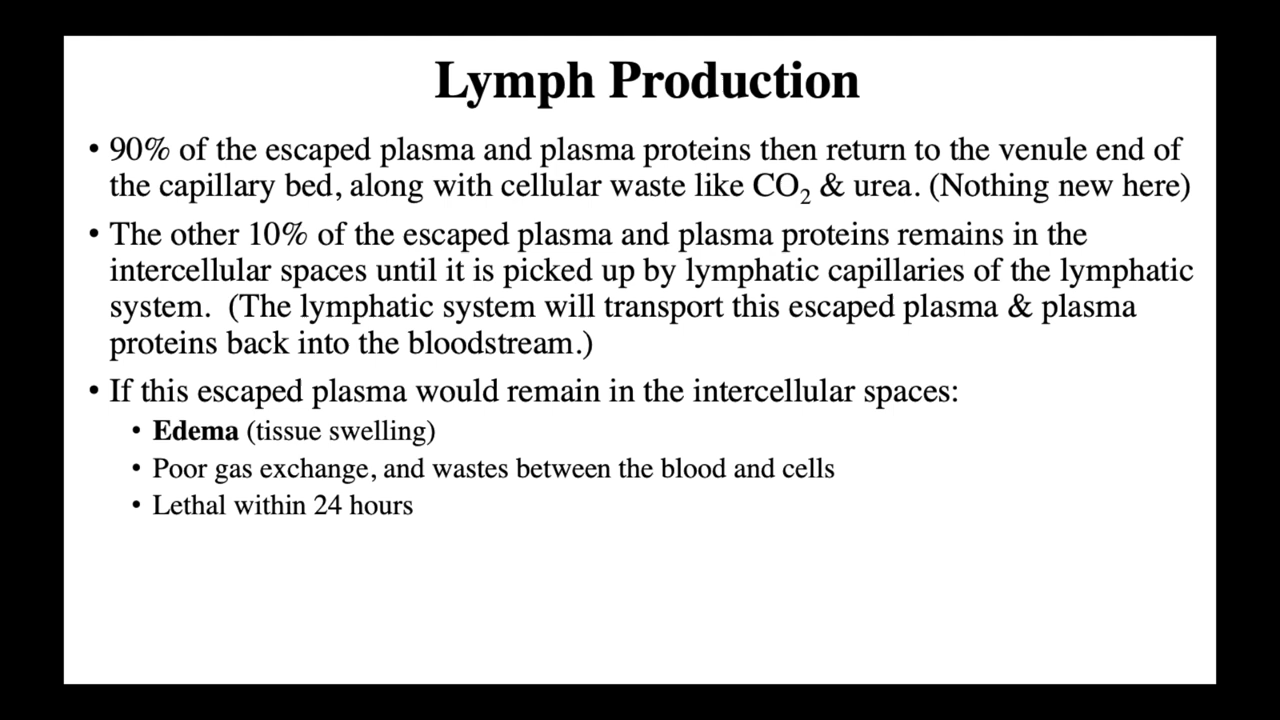 Lymph Production
• 90% of the escaped plasma and plasma proteins then return to the venule end of
the capillary bed, along with cellular waste like CO₂ & urea. (Nothing new here)
• The other 10% of the escaped plasma and plasma proteins remains in the
intercellular spaces until it is picked up by lymphatic capillaries of the lymphatic
system.  (The lymphatic system will transport this escaped plasma & plasma
proteins back into the bloodstream.)
• If this escaped plasma would remain in the intercellular spaces:
• Edema (tissue swelling)
• Poor gas exchange, and wastes between the blood and cells
• Lethal within 24 hours